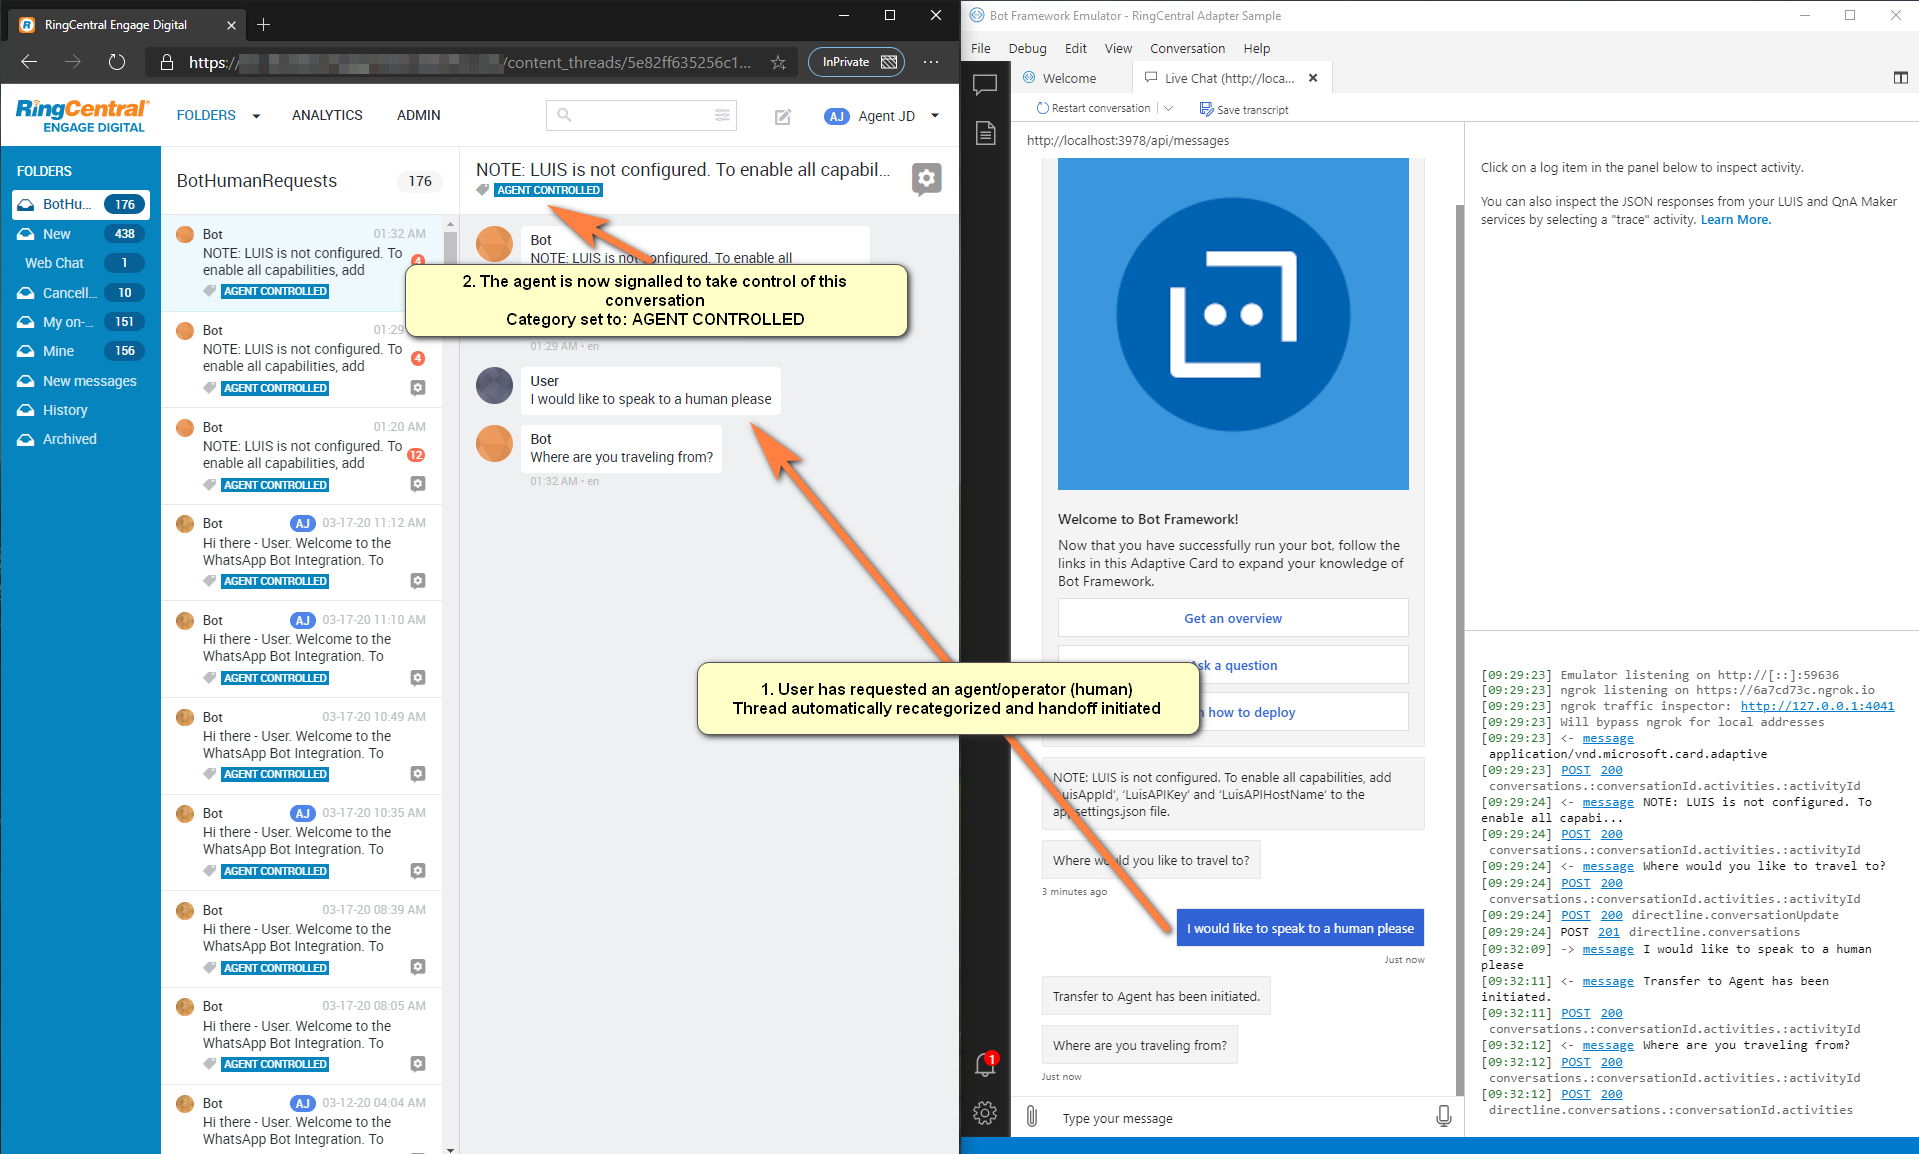 RingCentral Engage Digital
https://
/content_threads/5e82ff635256c1...
InPrivate
RingCentral
ENGAGE DIGITAL
FOLDERS
ANALYTICS
ADMIN
AJ
Agent JD
FOLDERS
BotHu... 176
New 438
Web Chat 1
Cancell... 10
My on-... 151
Mine 156
New messages
History
Archived
BotHumanRequests 176
Bot 01:32 AM
NOTE: LUIS is not configured. To
enable all capabilities, add
4
AGENT CONTROLLED
Bot 01:29
NOTE: LUIS is not configured. To
enable all capabilities, add
4
AGENT CONTROLLED
Bot 01:20 AM
NOTE: LUIS is not configured. To
enable all capabilities, add
12
AGENT CONTROLLED
Bot AJ 03-17-20 11:12 AM
Hi there - User. Welcome to the
WhatsApp Bot Integration. To
AGENT CONTROLLED
Bot AJ 03-17-20 11:10 AM
Hi there - User. Welcome to the
WhatsApp Bot Integration. To
AGENT CONTROLLED
Bot 03-17-20 10:49 AM
Hi there - User. Welcome to the
WhatsApp Bot Integration. To
AGENT CONTROLLED
Bot AJ 03-17-20 10:35 AM
Hi there - User. Welcome to the
WhatsApp Bot Integration. To
AGENT CONTROLLED
Bot 03-17-20 08:39 AM
Hi there - User. Welcome to the
WhatsApp Bot Integration. To
AGENT CONTROLLED
Bot 03-17-20 08:05 AM
Hi there - User. Welcome to the
WhatsApp Bot Integration. To
AGENT CONTROLLED
Bot AJ 03-12-20 04:04 AM
Hi there - User. Welcome to the
WhatsApp Bot Integration. To
NOTE: LUIS is not configured. To enable all capabil...
AGENT CONTROLLED
Bot
NOTE: LUIS is not configured. To enable all
2. The agent is now signalled to take control of this
conversation
Category set to: AGENT CONTROLLED
01:29 AM • en
User
I would like to speak to a human please
Bot
Where are you traveling from?
01:32 AM • en
1. User has requested an agent/operator (human)
Thread automatically recategorized and handoff initiated
Bot Framework Emulator - RingCentral Adapter Sample
File Debug Edit View Conversation Help
Welcome
Live Chat (http://loca...
Restart conversation
Save transcript
http://localhost:3978/api/messages
Welcome to Bot Framework!
Now that you have successfully run your bot, follow the
links in this Adaptive Card to expand your knowledge of
Bot Framework.
Get an overview
sk a question
how to deploy
NOTE: LUIS is not configured. To enable all capabilities, add
'LuisAppId', 'LuisAPIKey' and 'LuisAPIHostName' to the
appsettings.json file.
Where would you like to travel to?
3 minutes ago
I would like to speak to a human please
Just now
Transfer to Agent has been initiated.
Where are you traveling from?
Just now
1
Type your message
Click on a log item in the panel below to inspect activity.
You can also inspect the JSON responses from your LUIS and QnA Maker
services by selecting a "trace" activity. Learn More.
[09:29:23] Emulator listening on http://[::]:59636
[09:29:23] ngrok listening on https://6a7cd73c.ngrok.io
[09:29:23] ngrok traffic inspector: http://127.0.0.1:4041
[09:29:23] Will bypass ngrok for local addresses
[09:29:23] <- message
application/vnd.microsoft.card.adaptive
[09:29:23] POST 200
conversations.:conversationId.activities.:activityId
[09:29:24] <- message NOTE: LUIS is not configured. To
enable all capabi...
[09:29:24] POST 200
conversations.:conversationId.activities.:activityId
[09:29:24] <- message Where would you like to travel to?
[09:29:24] POST 200
conversations.:conversationId.activities.:activityId
[09:29:24] POST 200 directline.conversationUpdate
[09:29:24] POST 201 directline.conversations
[09:32:09] -> message I would like to speak to a human
please
[09:32:11] <- message Transfer to Agent has been
initiated.
[09:32:11] POST 200
conversations.:conversationId.activities.:activityId
[09:32:12] <- message Where are you traveling from?
[09:32:12] POST 200
conversations.:conversationId.activities.:activityId
[09:32:12] POST 200
directline.conversations.:conversationId.activities